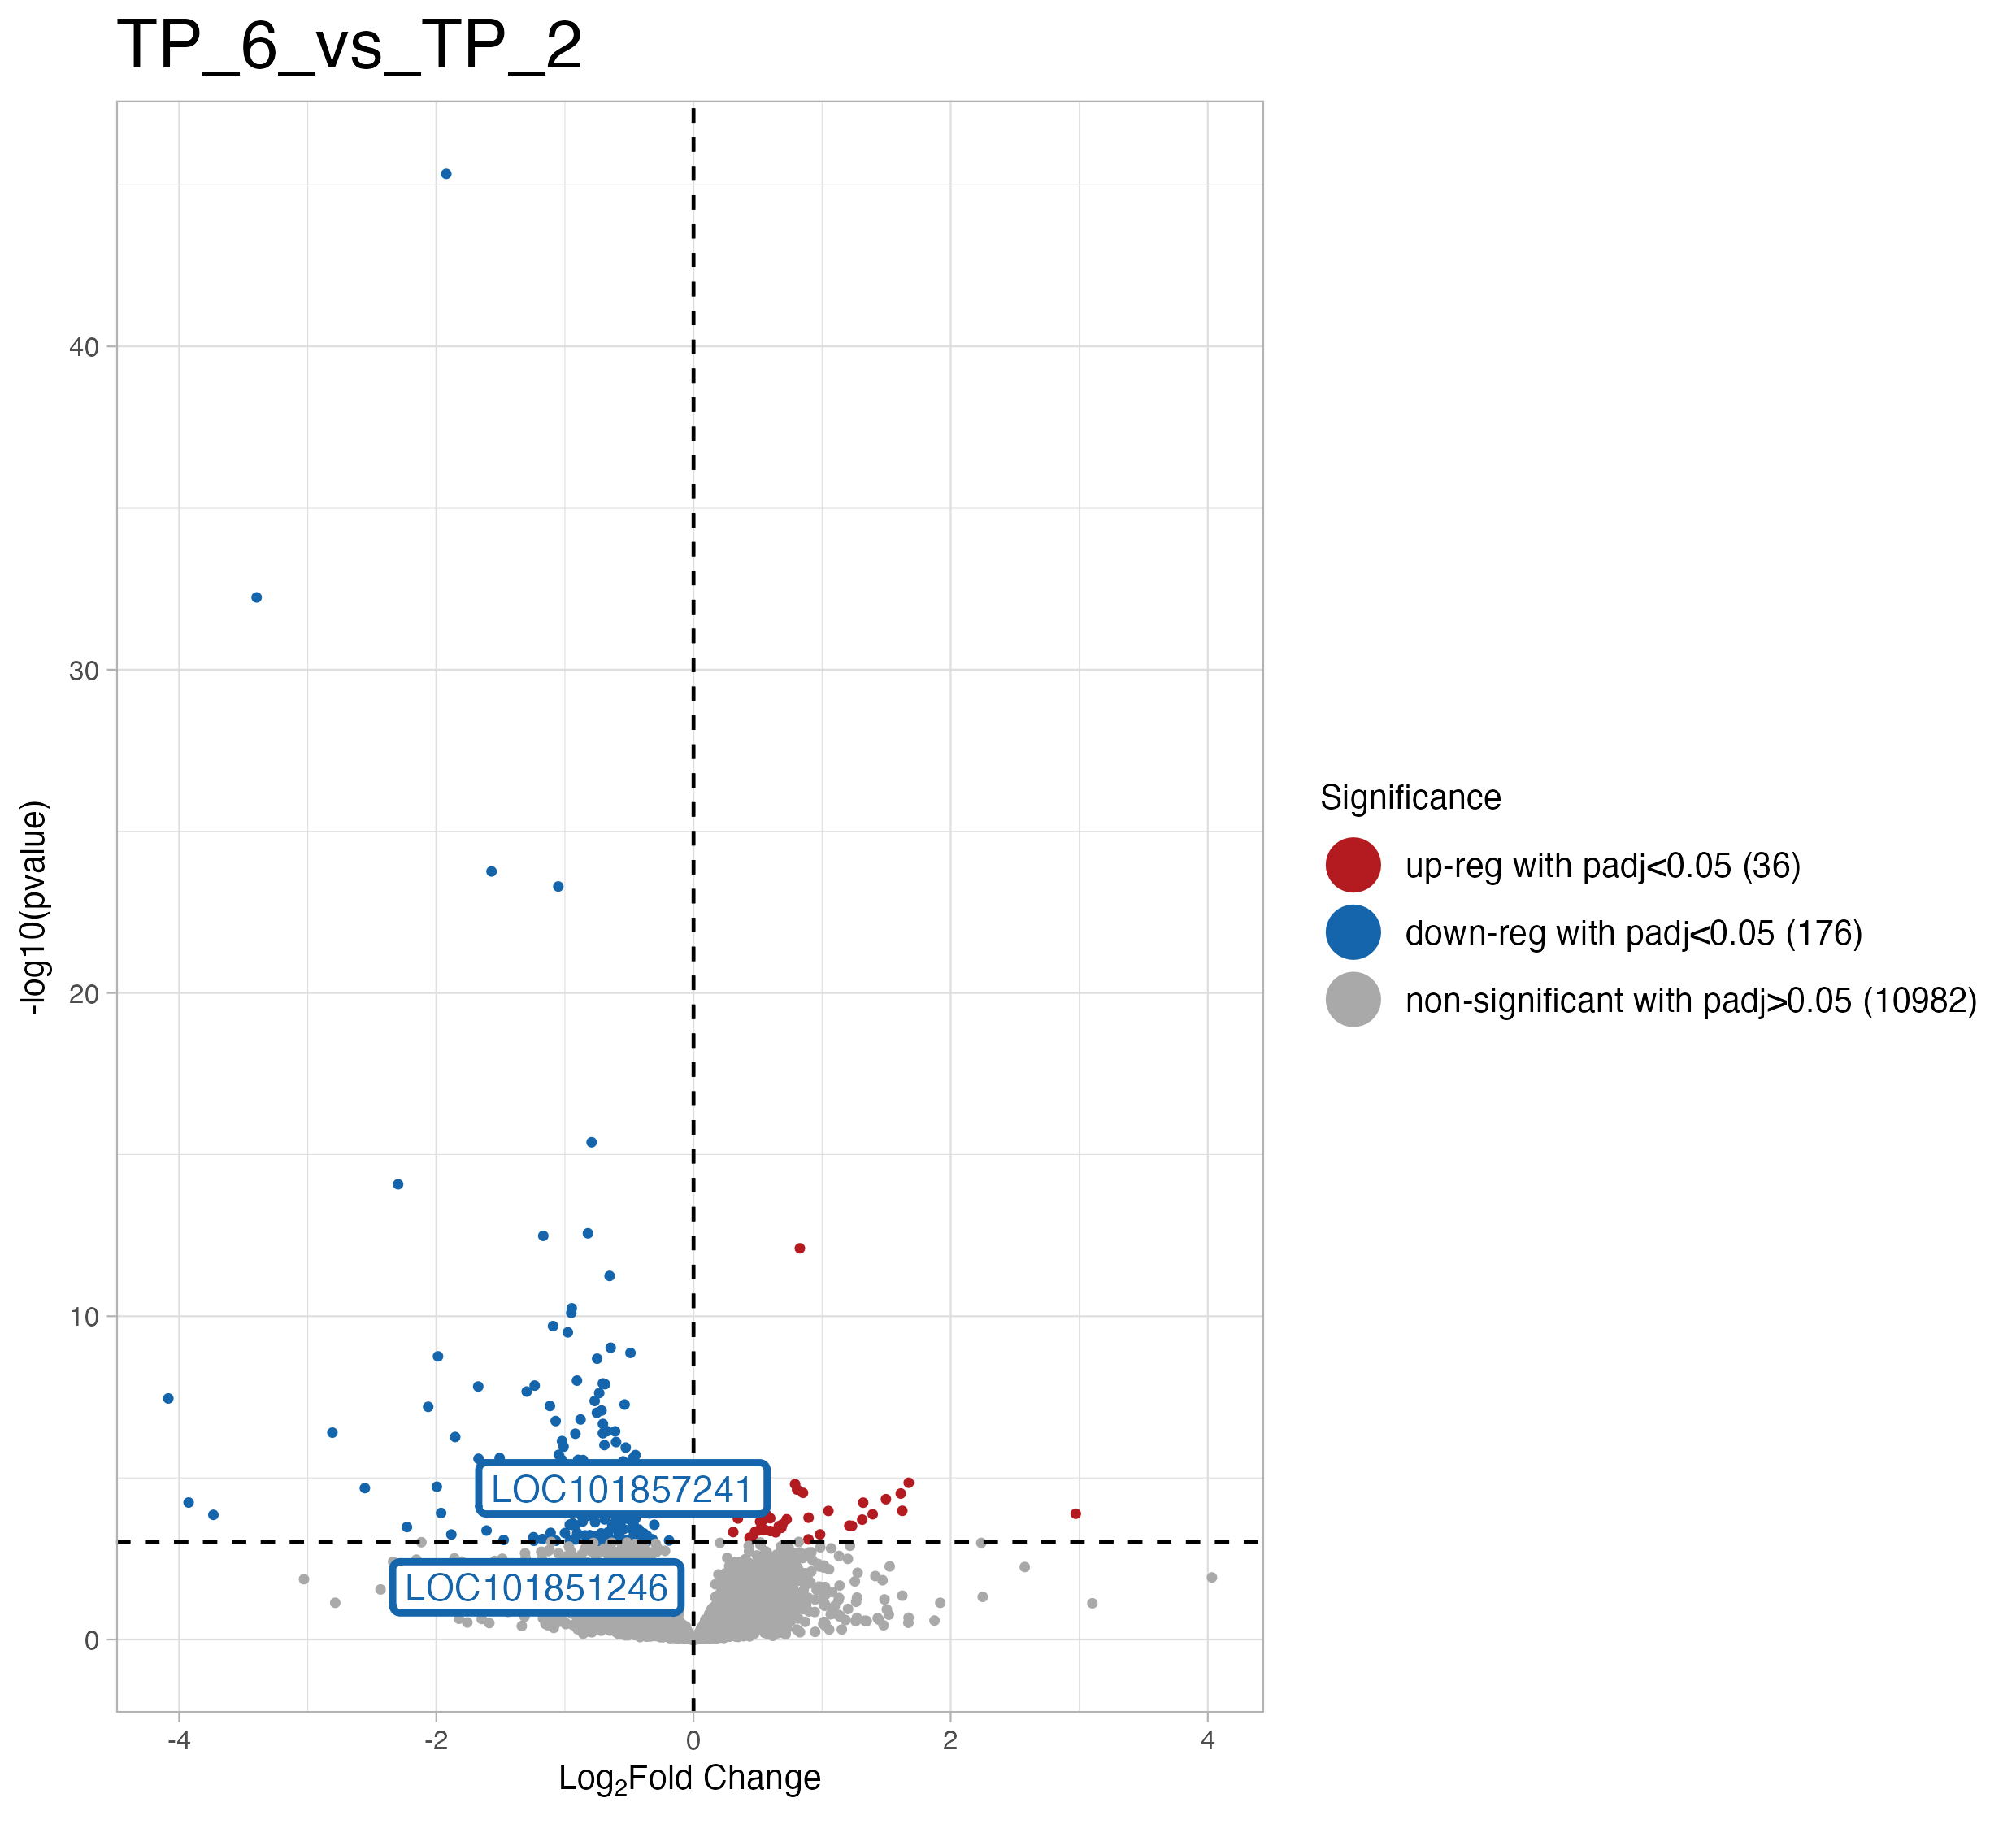 TP_6_vs_TP_2
-log10(pvalue)
40
30
20
10
0
LOC101857241
LOC101851246
-4 -2 0 2 4
Log₂Fold Change
Significance
up-reg with padj<0.05 (36)
down-reg with padj<0.05 (176)
non-significant with padj>0.05 (10982)